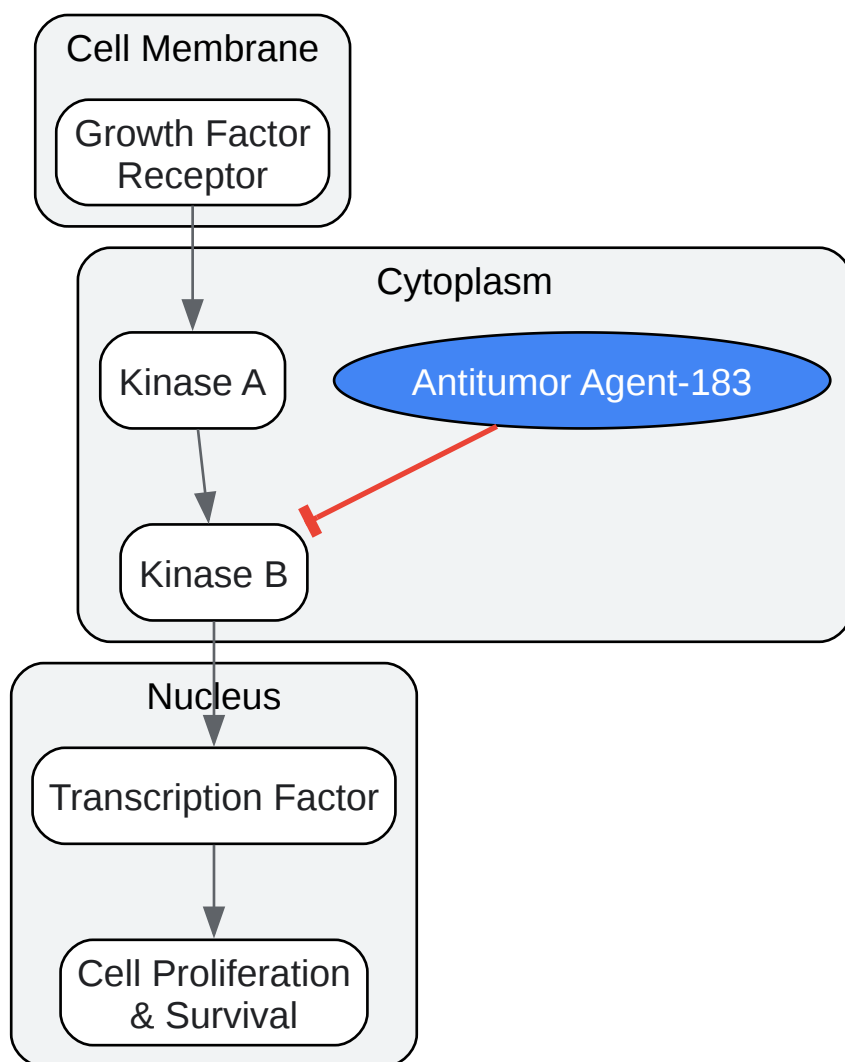 Cell Membrane
Growth Factor
Receptor
Cytoplasm
Kinase A
Antitumor Agent-183
Kinase B
Nucleus
Transcription Factor
Cell Proliferation
& Survival